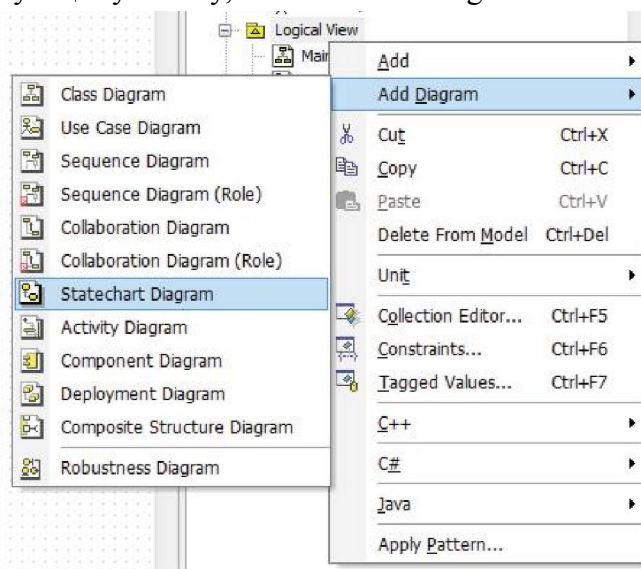 Logical View
Main
Add
Add Diagram
Cut Ctrl+X
Copy Ctrl+C
Paste Ctrl+V
Delete From Model Ctrl+Del
Unit
Collection Editor... Ctrl+F5
Constraints... Ctrl+F6
Tagged Values... Ctrl+F7
C++
C#
Java
Apply Pattern...
Class Diagram
Use Case Diagram
Sequence Diagram
Sequence Diagram (Role)
Collaboration Diagram
Collaboration Diagram (Role)
Statechart Diagram
Activity Diagram
Component Diagram
Deployment Diagram
Composite Structure Diagram
Robustness Diagram